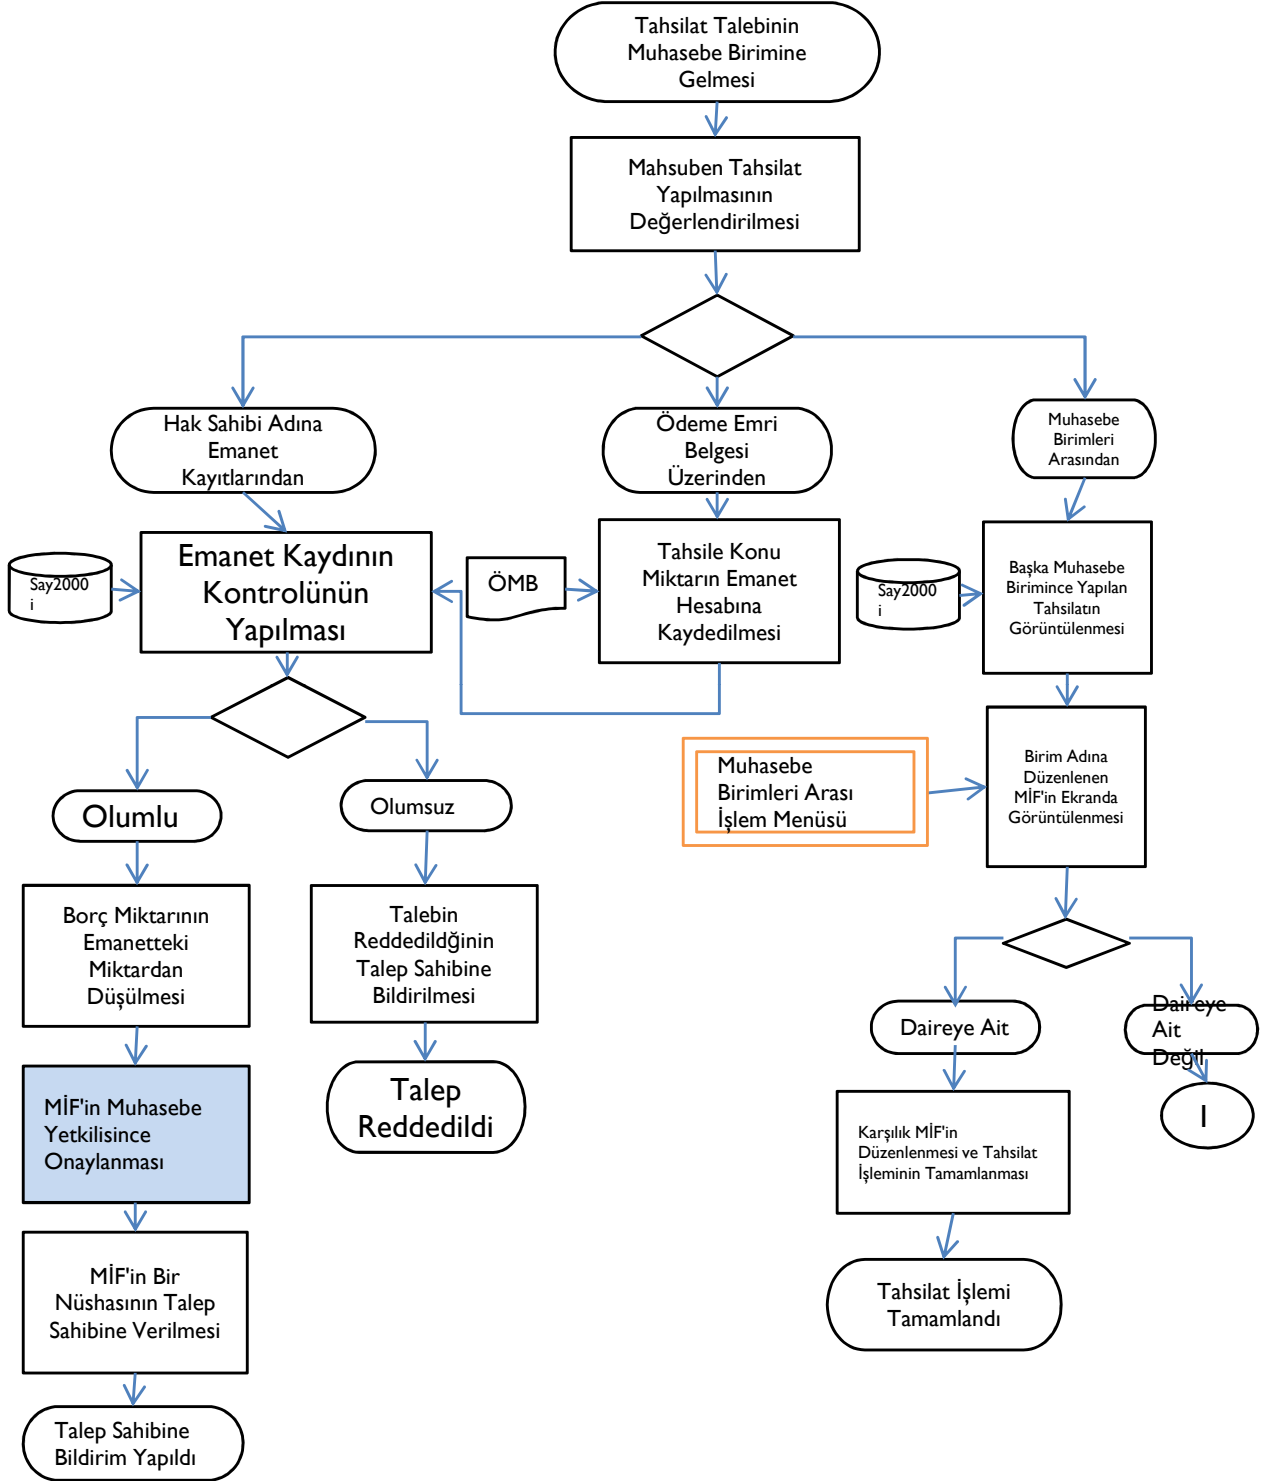 Tahsilat Talebinin
Muhasebe Birimine
Gelmesi
Mahsuben Tahsilat
Yapılmasının
Değerlendirilmesi
Hak Sahibi Adına
Emanet
Kayıtlarından
Ödeme Emri
Belgesi
Üzerinden
Muhasebe
Birimleri
Arasından
Say2000
i
Emanet Kaydının
Kontrolünün
Yapılması
ÖMB
Tahsile Konu
Miktarın Emanet
Hesabına
Kaydedilmesi
Say2000
i
Başka Muhasebe
Birimince Yapılan
Tahsilatın
Görüntülenmesi
Muhasebe
Birimleri Arası
İşlem Menüsü
Birim Adına
Düzenlenen
MİF'in Ekranda
Görüntülenmesi
Olumlu
Olumsuz
Borç Miktarının
Emanetteki
Miktardan
Düşülmesi
Talebin
Reddedildğinin
Talep Sahibine
Bildirilmesi
Daireye Ait
Daireye
Ait
Değil
MİF'in Muhasebe
Yetkilisince
Onaylanması
Talep
Reddedildi
Karşılık MİF'in
Düzenlenmesi ve Tahsilat
İşleminin Tamamlanması
I
MİF'in Bir
Nüshasının Talep
Sahibine Verilmesi
Tahsilat İşlemi
Tamamlandı
Talep Sahibine
Bildirim Yapıldı